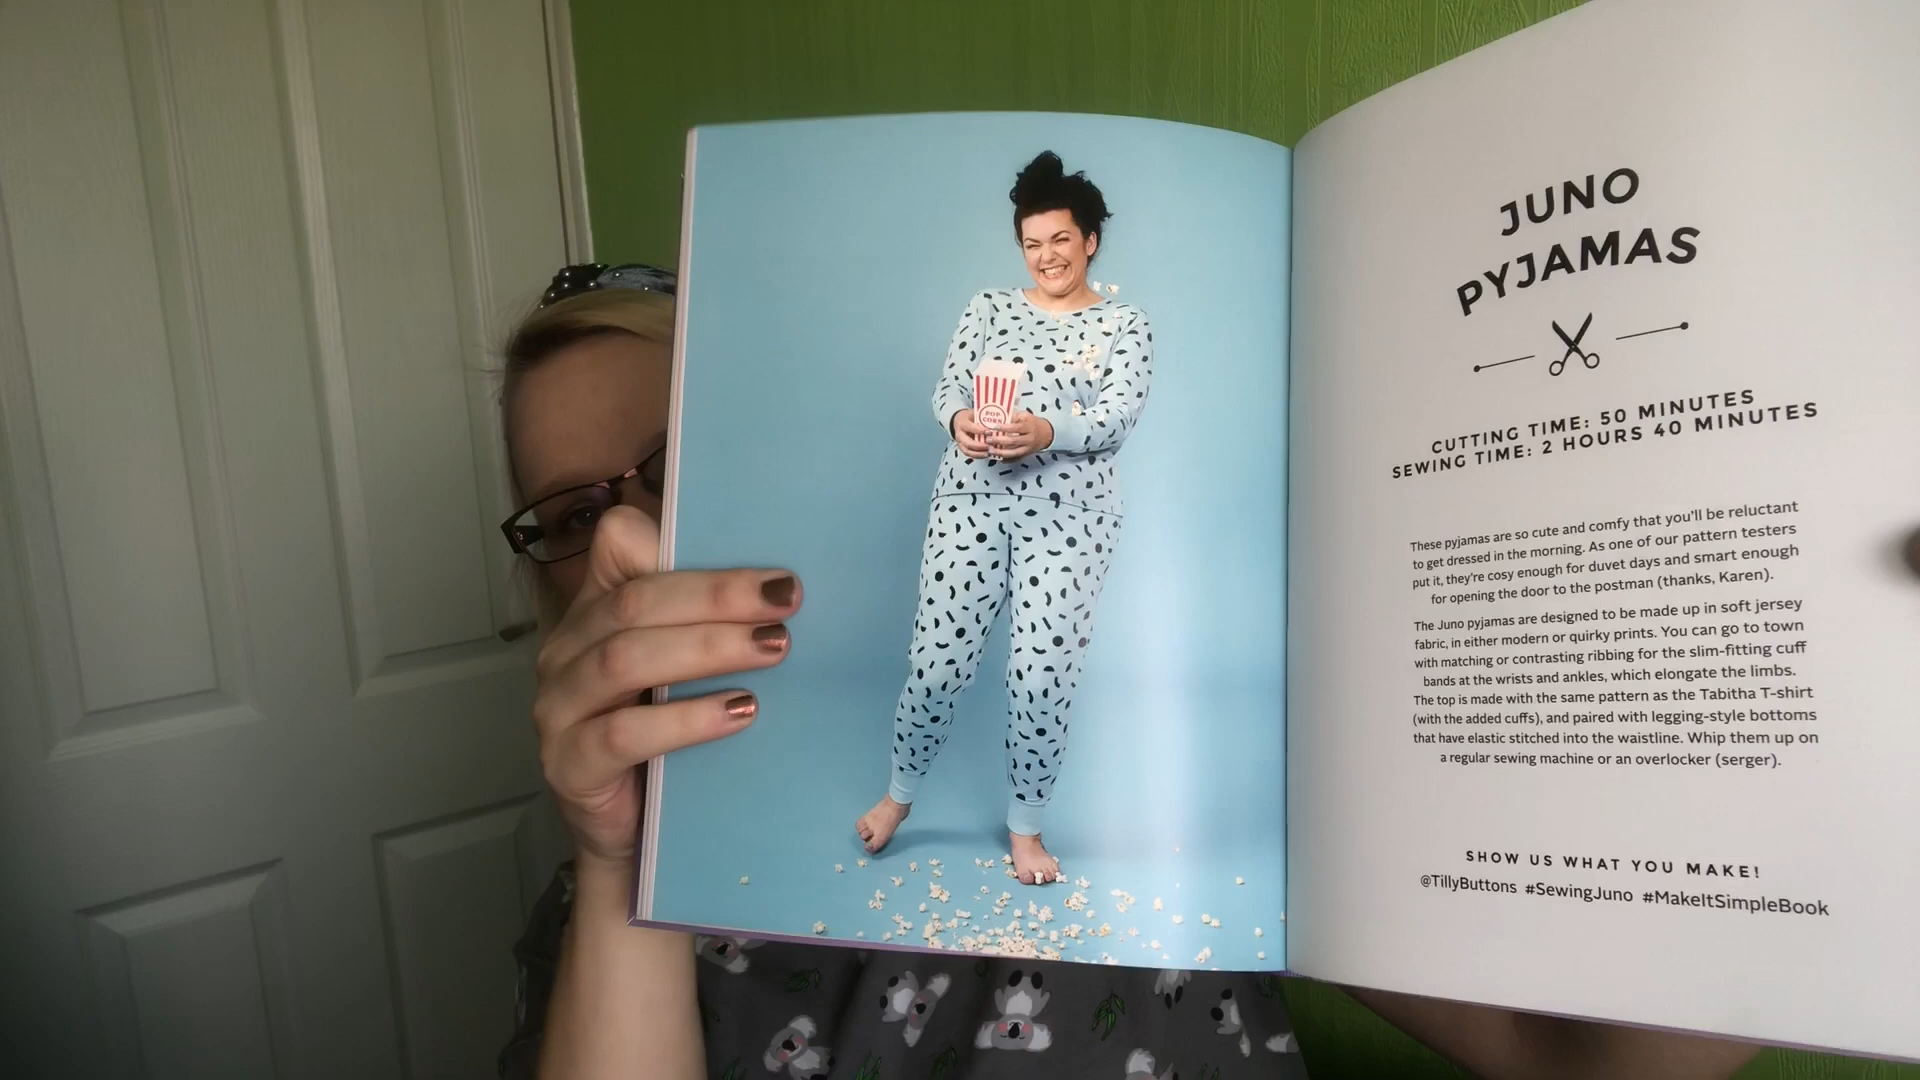 POP
CORN
JUNO
PYJAMAS
CUTTING TIME: 50 MINUTES
SEWING TIME: 2 HOURS 40 MINUTES
These pyjamas are so cute and comfy that you'll be reluctant
to get dressed in the morning. As one of our pattern testers
put it, they're cosy enough for duvet days and smart enough
for opening the door to the postman (thanks, Karen).
The Juno pyjamas are designed to be made up in soft jersey
fabric, in either modern or quirky prints. You can go to town
with matching or contrasting ribbing for the slim-fitting cuff
bands at the wrists and ankles, which elongate the limbs.
The top is made with the same pattern as the Tabitha T-shirt
(with the added cuffs), and paired with legging-style bottoms
that have elastic stitched into the waistline. Whip them up on
a regular sewing machine or an overlocker (serger).
SHOW US WHAT YOU MAKE!
@TillyButtons #SewingJuno #MakeItSimpleBook